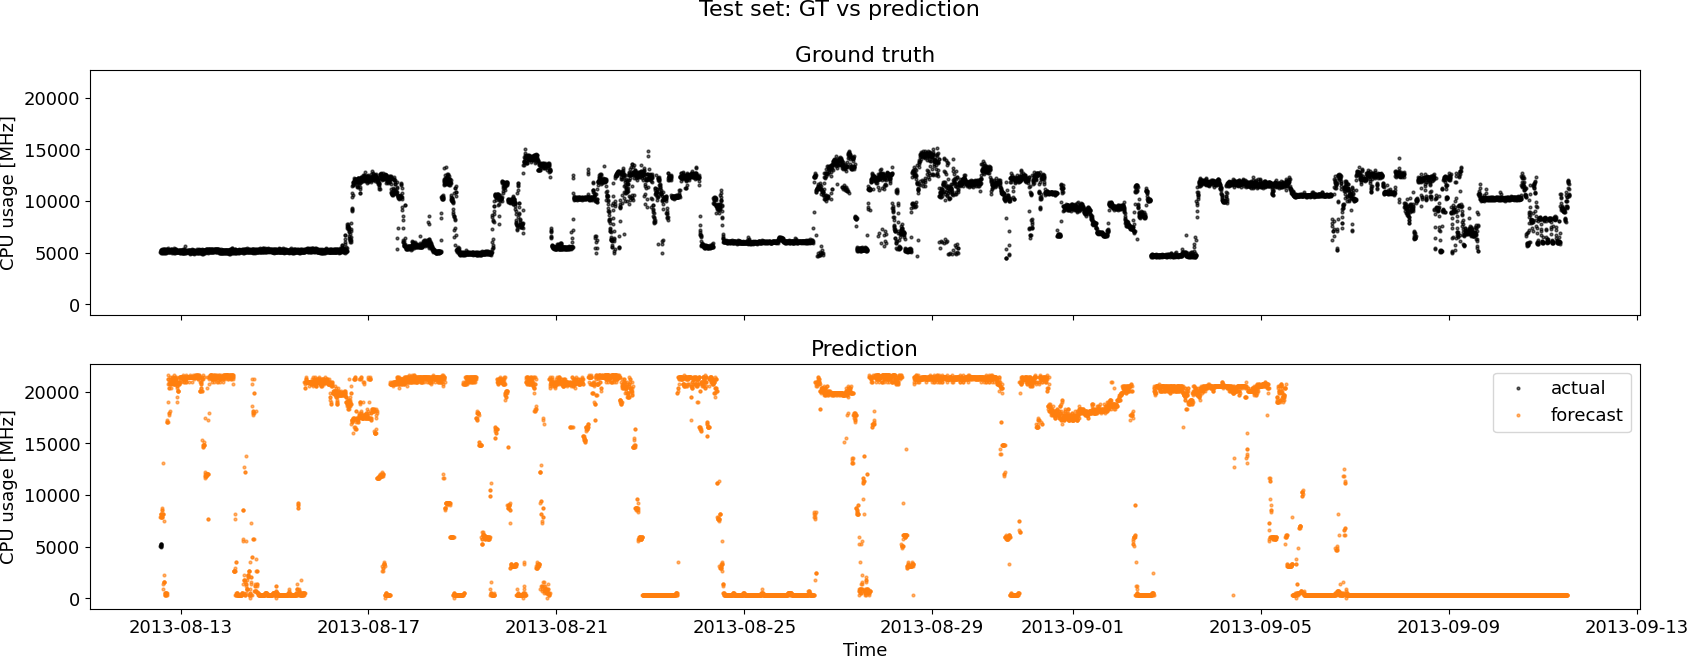 Test set: GT vs prediction
Ground truth
CPU usage [MHz]
20000
15000
10000
5000
0
Prediction
CPU usage [MHz]
20000
15000
10000
5000
0
actual
forecast
2013-08-13 2013-08-17 2013-08-21 2013-08-25 2013-08-29 2013-09-01 2013-09-05 2013-09-09 2013-09-13
Time